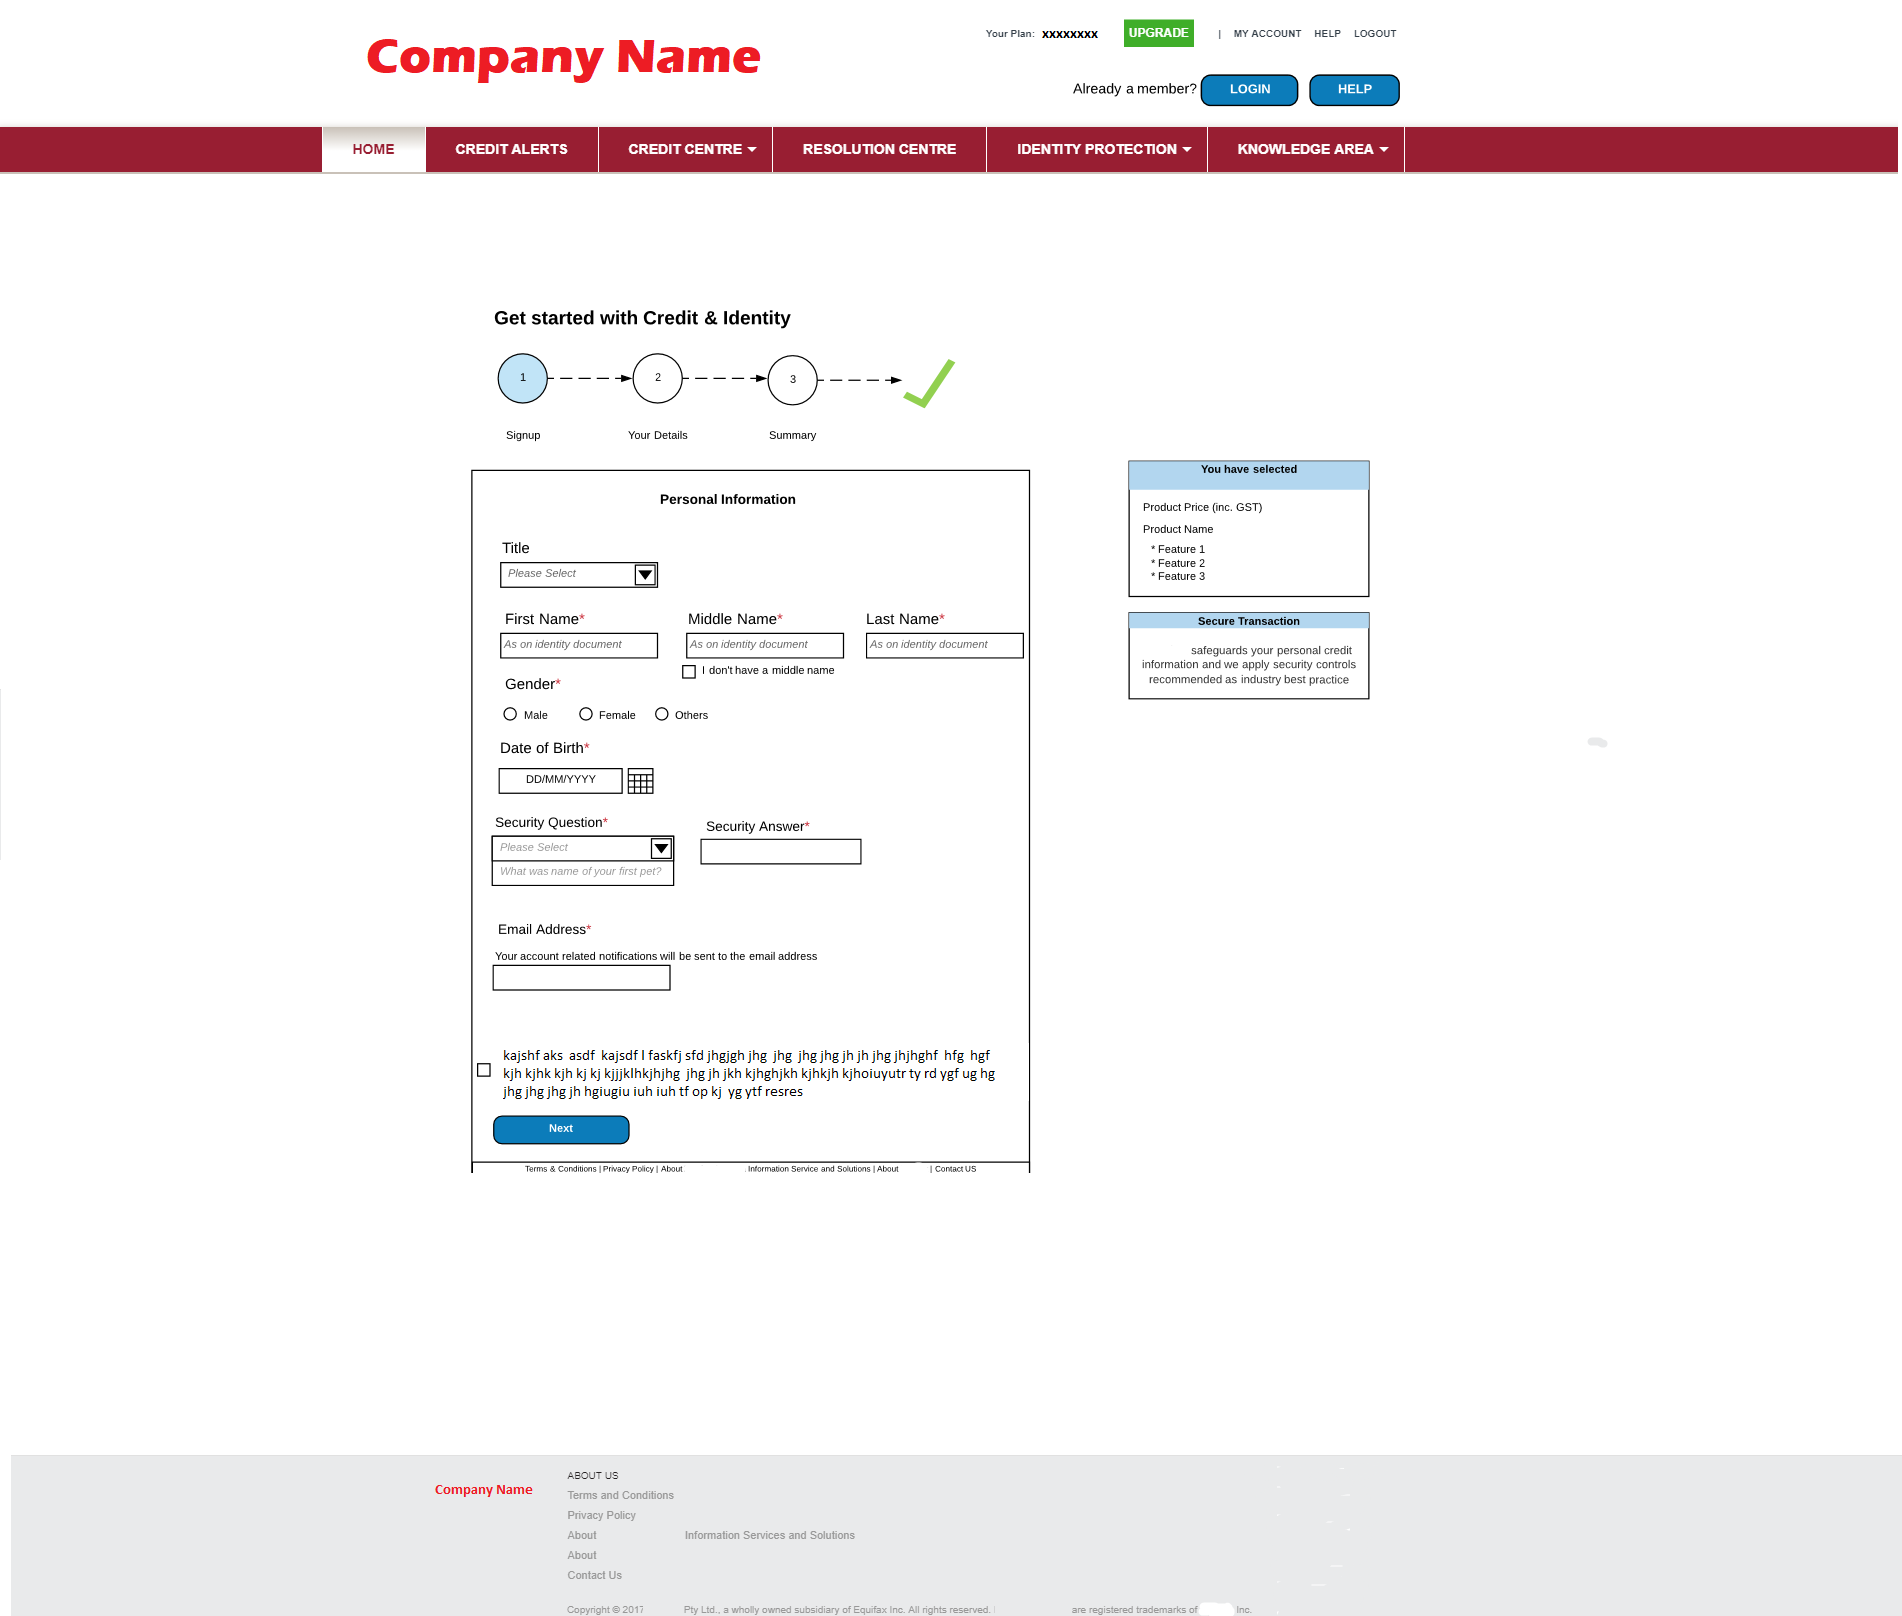 Your Plan: xxxxxxxx UPGRADE | MY ACCOUNT HELP LOGOUT
Company Name
Already a member? LOGIN HELP
HOME CREDIT ALERTS CREDIT CENTRE RESOLUTION CENTRE IDENTITY PROTECTION KNOWLEDGE AREA
Get started with Credit & Identity
1 2 3
Signup Your Details Summary
Personal Information
Title
Please Select
First Name* Middle Name* Last Name*
As on identity document As on identity document As on identity document
I don't have a middle name
Gender*
Male Female Others
Date of Birth*
DD/MM/YYYY
Security Question* Security Answer*
Please Select
What was name of your first pet?
Email Address*
Your account related notifications will be sent to the email address
kajshf aks asdf kajsdf l faskfj sfd jhgjgh jhg jhg jhg jhg jh jh jhg jhjhghf hfg hgf
kjh kjhk kjh kj kj kjjjklhkjhjhg jhg jh jkh kjhghjkh kjhkjh kjhoiuyutr ty rd ygf ug hg
jhg jhg jhg jh hgiugiu iuh iuh tf op kj yg ytf resres
Next
Terms & Conditions | Privacy Policy | About Information Service and Solutions | About | Contact US
You have selected
Product Price (inc. GST)
Product Name
* Feature 1
* Feature 2
* Feature 3
Secure Transaction
safeguards your personal credit
information and we apply security controls
recommended as industry best practice
Company Name
ABOUT US
Terms and Conditions
Privacy Policy
About Information Services and Solutions
About
Contact Us
Copyright © 2017 Pty Ltd., a wholly owned subsidiary of Equifax Inc. All rights reserved. are registered trademarks of Inc.